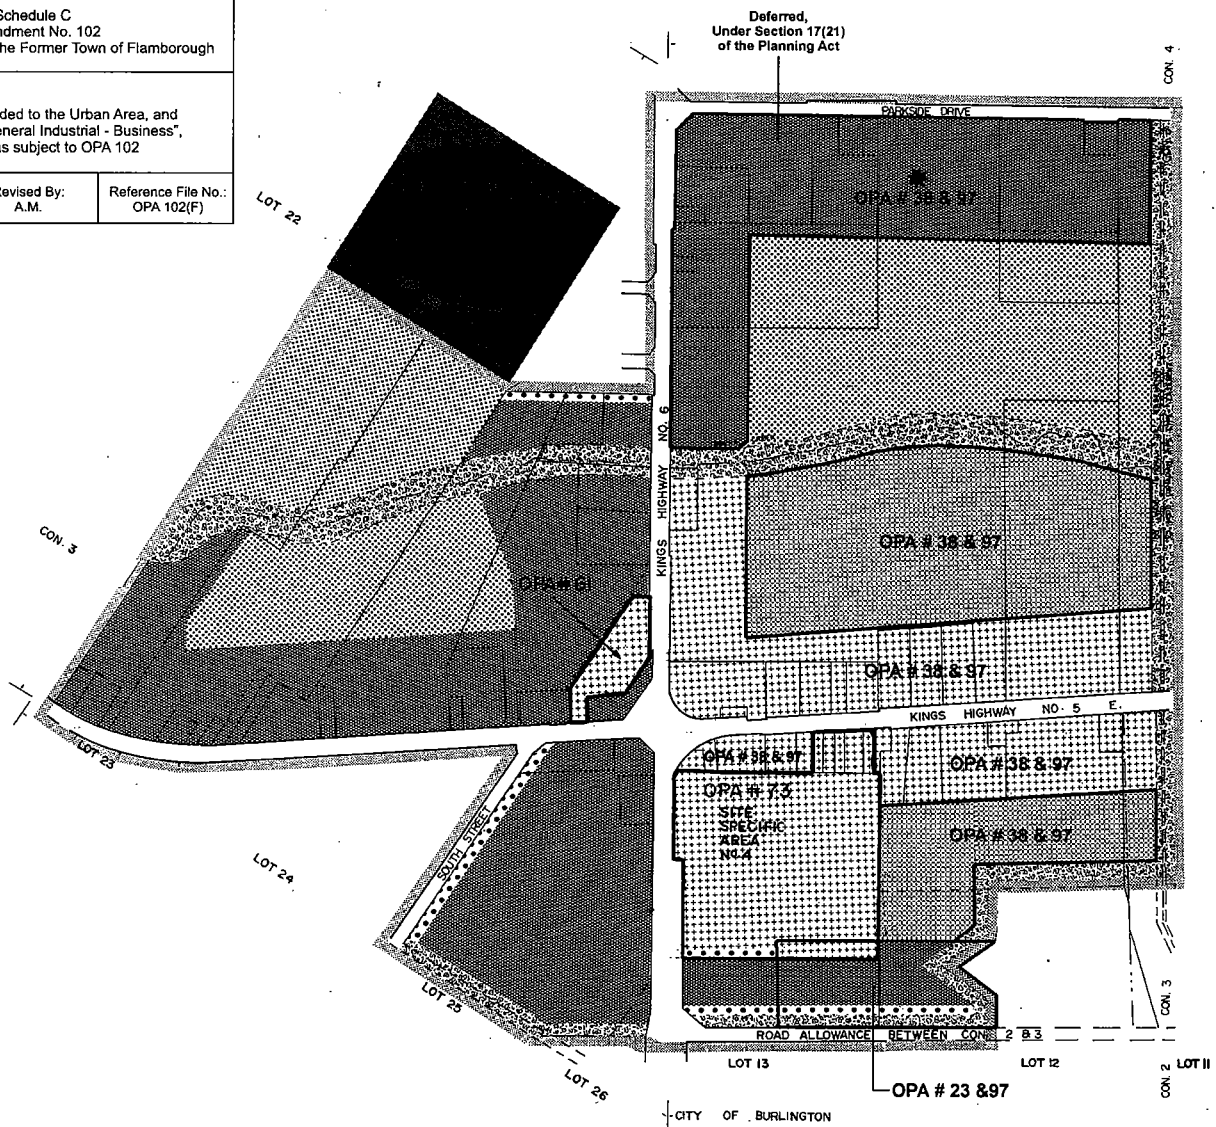 Schedule C
ndment No. 102
he Former Town of Flamborough
ded to the Urban Area, and
eneral Industrial - Business",
as subject to OPA 102
evised By:
A.M.
Reference File No.:
OPA 102(F)
Deferred,
Under Section 17(21)
of the Planning Act
CON. 4
PARKSIDE DRIVE
OPA # 38 & 97
LOT 22
KINGS HIGHWAY NO. 6
CON. 3
OPA # 38 & 97
OPA # 61
OPA # 38 & 97
KINGS HIGHWAY NO. 5 E.
LOT 23
OPA # 38 & 97
OPA # 38 & 97
OPA # 73
SITE
SPECIFIC
AREA
No. 4
OPA # 38 & 97
SOUTH STREET
LOT 24
LOT 25
CON. 3
ROAD ALLOWANCE BETWEEN CON. 2 & 3
LOT 13
LOT 12
LOT 11
CON. 2
LOT 26
OPA # 23 &97
CITY OF BURLINGTON